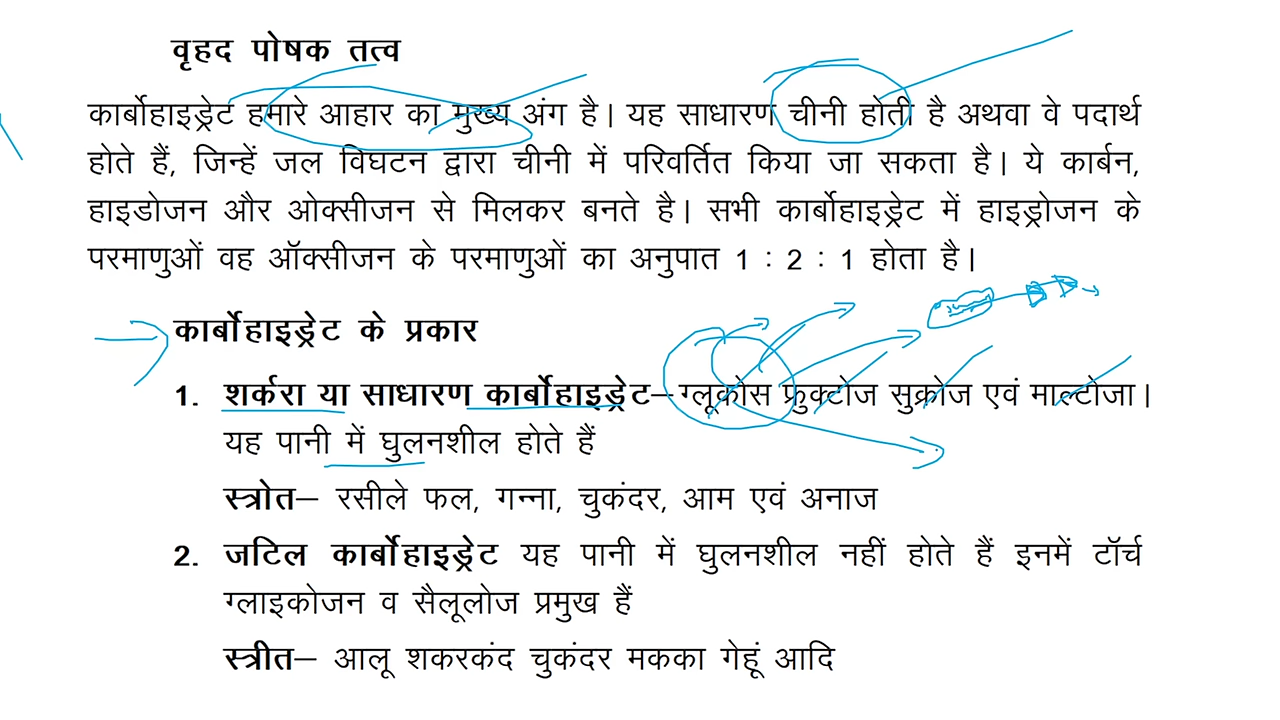 वृहद पोषक तत्व
कार्बोहाइड्रेट हमारे आहार का मुख्य अंग है। यह साधारण चीनी होती है अथवा वे पदार्थ
होते हैं, जिन्हें जल विघटन द्वारा चीनी में परिवर्तित किया जा सकता है। ये कार्बन,
हाइडोजन और ओक्सीजन से मिलकर बनते है। सभी कार्बोहाइड्रेट में हाइड्रोजन के
परमाणुओं वह ऑक्सीजन के परमाणुओं का अनुपात 1 : 2 : 1 होता है।
कार्बोहाइड्रेट के प्रकार
1. शर्करा या साधारण कार्बोहाइड्रेट– ग्लूकोस फ्रुक्टोज सुक्रोज एवं माल्टोजा।
यह पानी में घुलनशील होते हैं
स्त्रोत– रसीले फल, गन्ना, चुकंदर, आम एवं अनाज
2. जटिल कार्बोहाइड्रेट यह पानी में घुलनशील नहीं होते हैं इनमें टॉर्च
ग्लाइकोजन व सैलूलोज प्रमुख हैं
स्त्रीत– आलू शकरकंद चुकंदर मकका गेहूं आदि